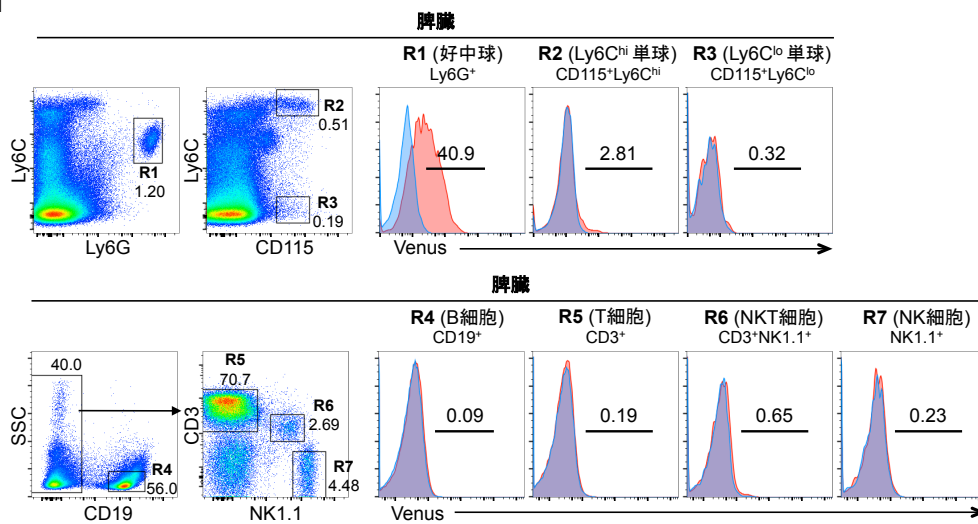 脾臓
R1 (好中球)
Ly6G⁺
R2 (Ly6Cʰⁱ 単球)
CD115⁺Ly6Cʰⁱ
R3 (Ly6Cˡᵒ 単球)
CD115⁺Ly6Cˡᵒ
Ly6C
R1
1.20
Ly6G
Ly6C
R2
0.51
R3
0.19
CD115
40.9
2.81
0.32
Venus
脾臓
R4 (B細胞)
CD19⁺
R5 (T細胞)
CD3⁺
R6 (NKT細胞)
CD3⁺NK1.1⁺
R7 (NK細胞)
NK1.1⁺
40.0
SSC
R4
56.0
CD19
CD3
R5
70.7
R6
2.69
R7
4.48
NK1.1
0.09
0.19
0.65
0.23
Venus